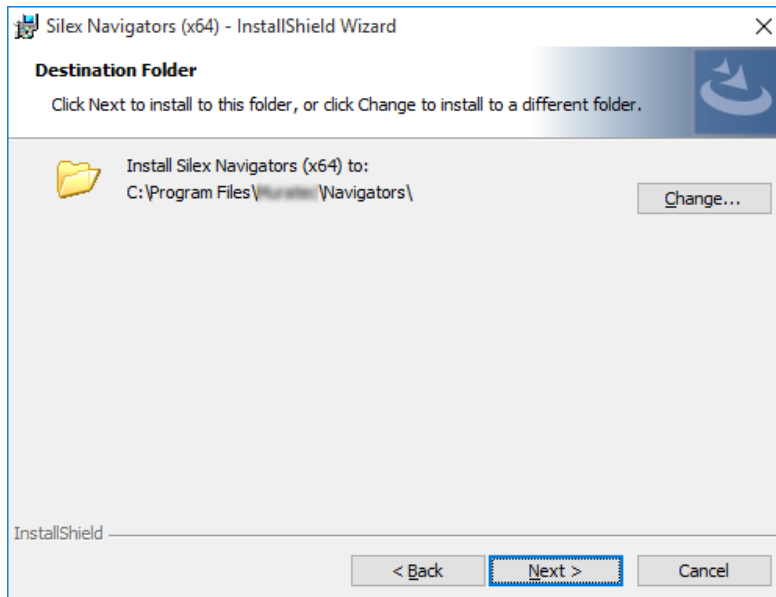 Silex Navigators (x64) - InstallShield Wizard
Destination Folder
Click Next to install to this folder, or click Change to install to a different folder.
Install Silex Navigators (x64) to:
C:\Program Files\ \Navigators\
Change...
InstallShield
< Back
Next >
Cancel